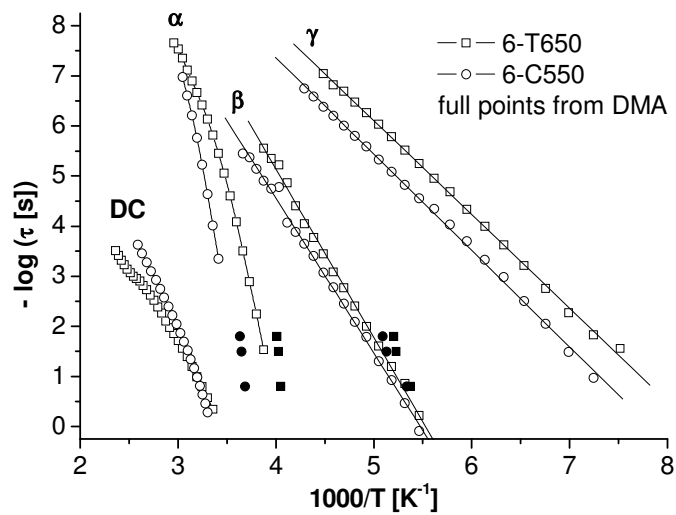 α
γ
β
DC
6-T650
6-C550
full points from DMA
- log (τ [s])
8
7
6
5
4
3
2
1
0
2 3 4 5 6 7 8
1000/T [K⁻¹]